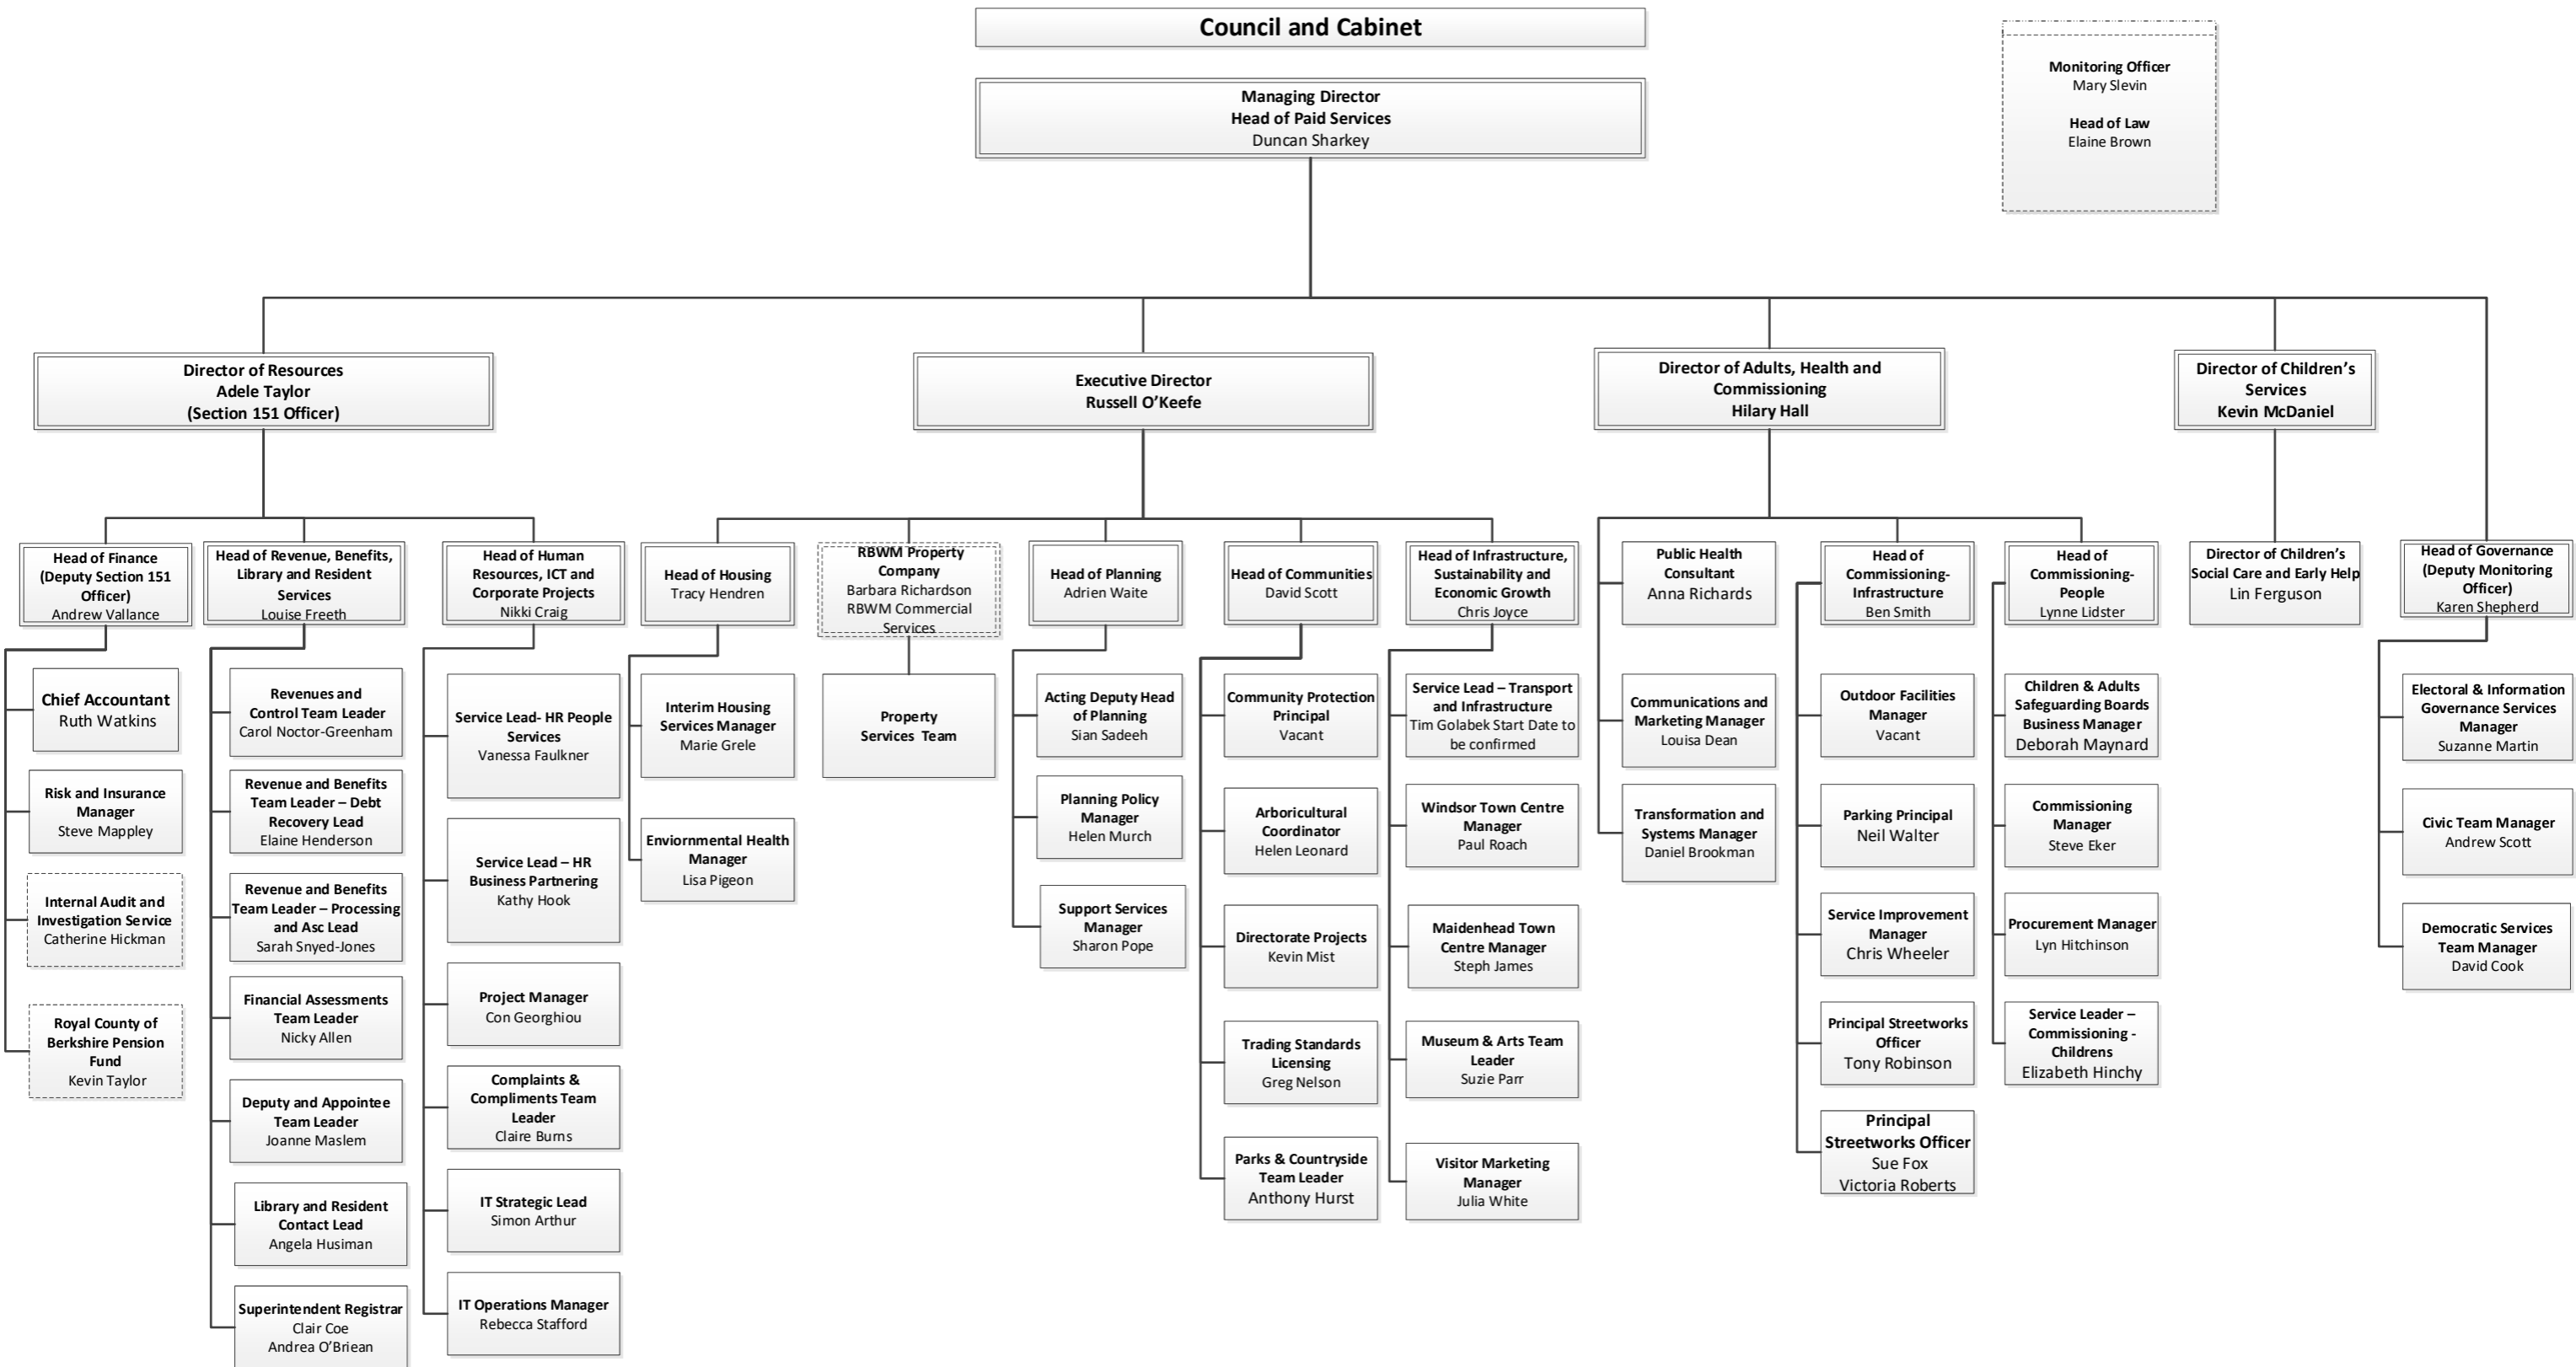 Council and Cabinet
Monitoring Officer
Mary Slevin
Head of Law
Elaine Brown
Managing Director
Head of Paid Services
Duncan Sharkey
Director of Resources
Adele Taylor
(Section 151 Officer)
Executive Director
Russell O’Keefe
Director of Adults, Health and
Commissioning
Hilary Hall
Director of Children’s
Services
Kevin McDaniel
Head of Finance
(Deputy Section 151
Officer)
Andrew Vallance
Head of Revenue, Benefits,
Library and Resident
Services
Louise Freeth
Head of Human
Resources, ICT and
Corporate Projects
Nikki Craig
Head of Housing
Tracy Hendren
RBWM Property
Company
Barbara Richardson
RBWM Commercial
Services
Head of Planning
Adrien Waite
Head of Communities
David Scott
Head of Infrastructure,
Sustainability and
Economic Growth
Chris Joyce
Public Health
Consultant
Anna Richards
Head of
Commissioning-
Infrastructure
Ben Smith
Head of
Commissioning-
People
Lynne Lidster
Director of Children’s
Social Care and Early Help
Lin Ferguson
Head of Governance
(Deputy Monitoring
Officer)
Karen Shepherd
Chief Accountant
Ruth Watkins
Risk and Insurance
Manager
Steve Mappley
Internal Audit and
Investigation Service
Catherine Hickman
Royal County of
Berkshire Pension
Fund
Kevin Taylor
Revenues and
Control Team Leader
Carol Noctor-Greenham
Revenue and Benefits
Team Leader – Debt
Recovery Lead
Elaine Henderson
Revenue and Benefits
Team Leader – Processing
and Asc Lead
Sarah Snyed-Jones
Financial Assessments
Team Leader
Nicky Allen
Deputy and Appointee
Team Leader
Joanne Maslem
Library and Resident
Contact Lead
Angela Husiman
Superintendent Registrar
Clair Coe
Andrea O’Briean
Service Lead- HR People
Services
Vanessa Faulkner
Service Lead – HR
Business Partnering
Kathy Hook
Project Manager
Con Georghiou
Complaints &
Compliments Team
Leader
Claire Burns
IT Strategic Lead
Simon Arthur
IT Operations Manager
Rebecca Stafford
Interim Housing
Services Manager
Marie Grele
Enviornmental Health
Manager
Lisa Pigeon
Property
Services Team
Acting Deputy Head
of Planning
Sian Sadeeh
Planning Policy
Manager
Helen Murch
Support Services
Manager
Sharon Pope
Community Protection
Principal
Vacant
Arboricultural
Coordinator
Helen Leonard
Directorate Projects
Kevin Mist
Trading Standards
Licensing
Greg Nelson
Parks & Countryside
Team Leader
Anthony Hurst
Service Lead – Transport
and Infrastructure
Tim Golabek Start Date to
be confirmed
Windsor Town Centre
Manager
Paul Roach
Maidenhead Town
Centre Manager
Steph James
Museum & Arts Team
Leader
Suzie Parr
Visitor Marketing
Manager
Julia White
Communications and
Marketing Manager
Louisa Dean
Transformation and
Systems Manager
Daniel Brookman
Outdoor Facilities
Manager
Vacant
Parking Principal
Neil Walter
Service Improvement
Manager
Chris Wheeler
Principal Streetworks
Officer
Tony Robinson
Principal
Streetworks Officer
Sue Fox
Victoria Roberts
Children & Adults
Safeguarding Boards
Business Manager
Deborah Maynard
Commissioning
Manager
Steve Eker
Procurement Manager
Lyn Hitchinson
Service Leader –
Commissioning -
Childrens
Elizabeth Hinchy
Electoral & Information
Governance Services
Manager
Suzanne Martin
Civic Team Manager
Andrew Scott
Democratic Services
Team Manager
David Cook